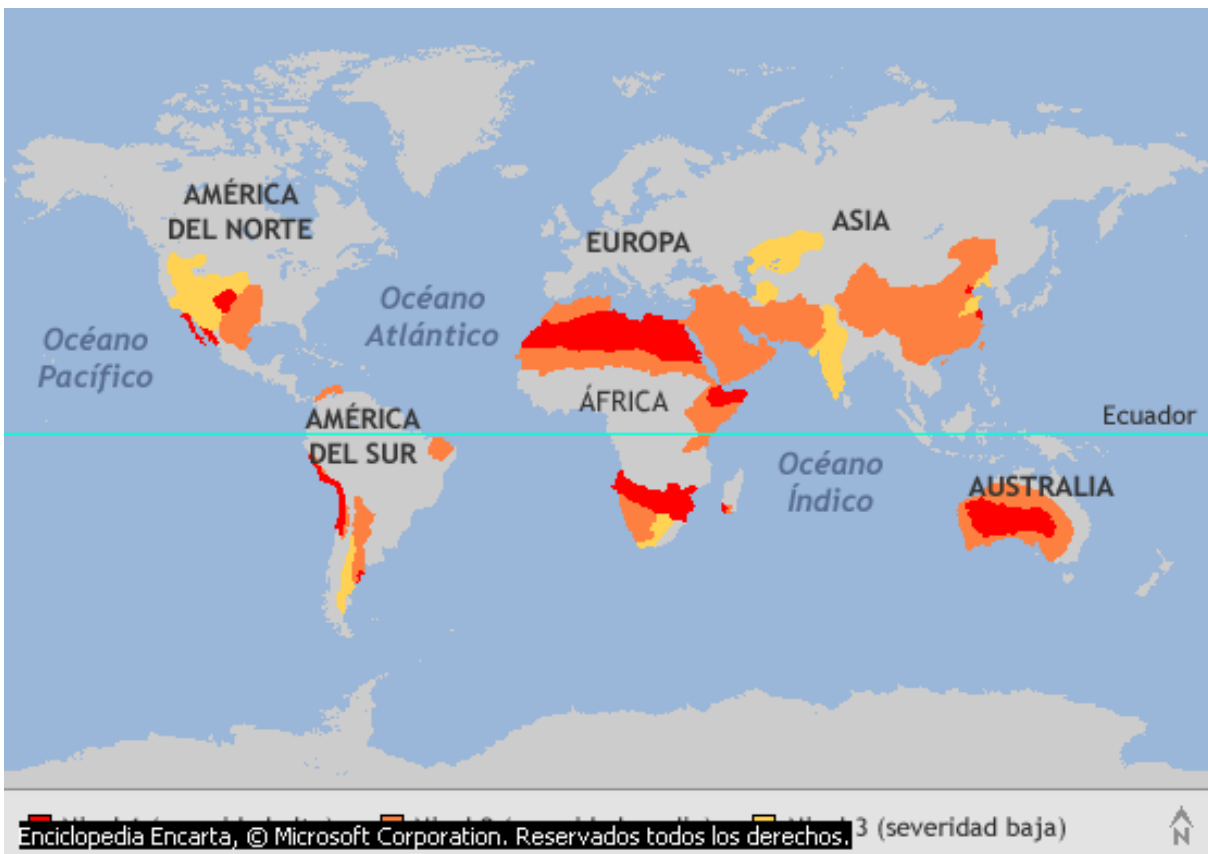 AMÉRICA
DEL NORTE
ASIA
EUROPA
Océano
Atlántico
Océano
Pacífico
ÁFRICA
AMÉRICA
DEL SUR
Ecuador
Océano
Índico
AUSTRALIA
3 (severidad baja)
Enciclopedia Encarta, © Microsoft Corporation. Reservados todos los derechos.
N